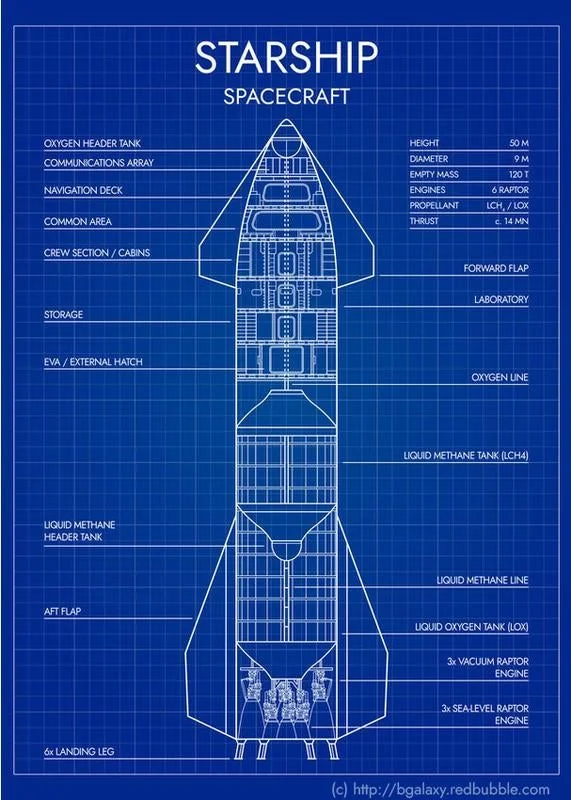 STARSHIP
SPACECRAFT
OXYGEN HEADER TANK
COMMUNICATIONS ARRAY
NAVIGATION DECK
COMMON AREA
CREW SECTION / CABINS
STORAGE
EVA / EXTERNAL HATCH
LIQUID METHANE
HEADER TANK
AFT FLAP
6x LANDING LEG
HEIGHT 50 M
DIAMETER 9 M
EMPTY MASS 120 T
ENGINES 6 RAPTOR
PROPELLANT LCH₄ / LOX
THRUST c. 14 MN
FORWARD FLAP
LABORATORY
OXYGEN LINE
LIQUID METHANE TANK (LCH4)
LIQUID METHANE LINE
LIQUID OXYGEN TANK (LOX)
3x VACUUM RAPTOR
ENGINE
3x SEA-LEVEL RAPTOR
ENGINE
(c) http://bgalaxy.redbubble.com